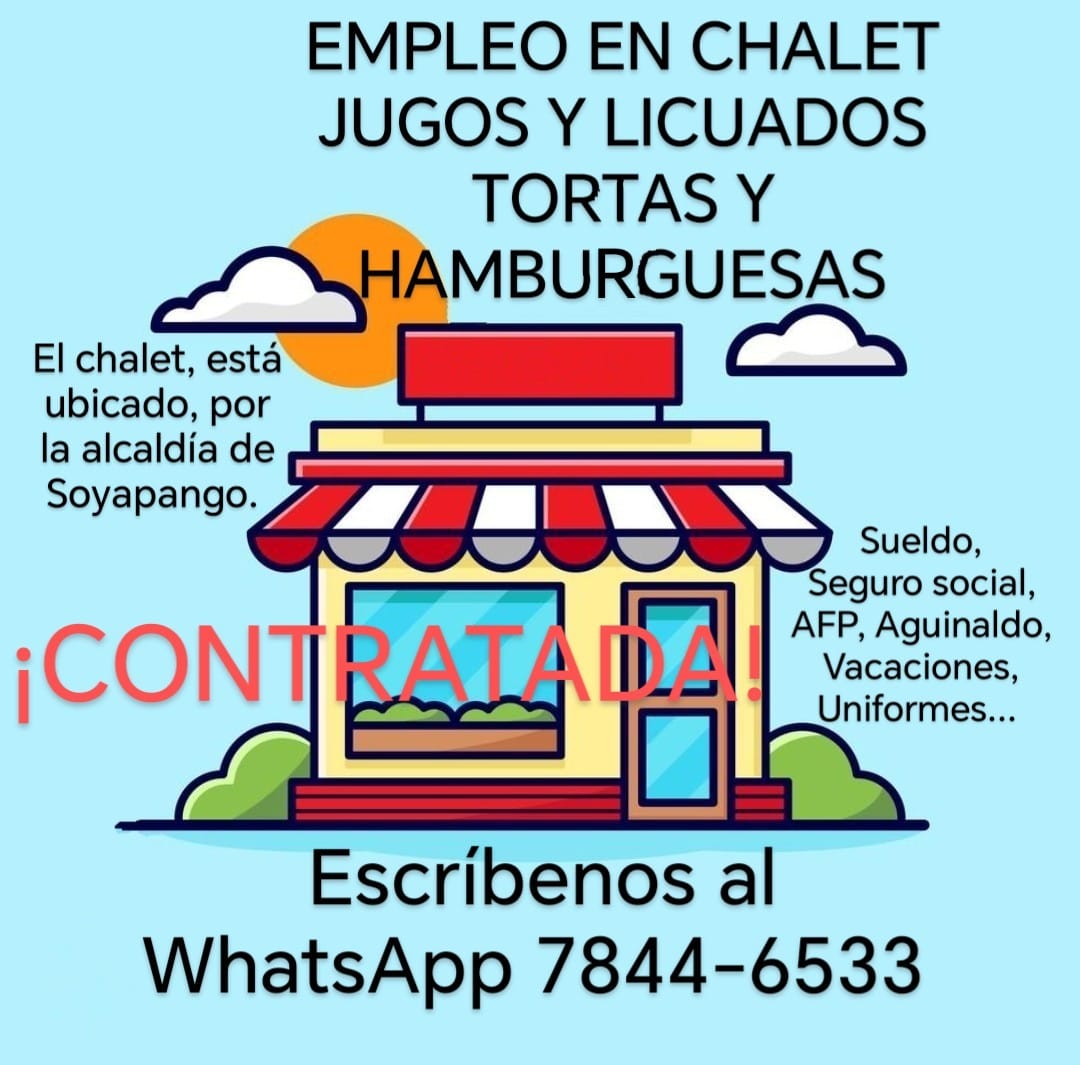 EMPLEO EN CHALET
JUGOS Y LICUADOS
TORTAS Y
HAMBURGUESAS
El chalet, está
ubicado, por
la alcaldía de
Soyapango.
Sueldo,
Seguro social,
AFP, Aguinaldo,
Vacaciones,
Uniformes...
¡CONTRATADA!
Escríbenos al
WhatsApp 7844-6533